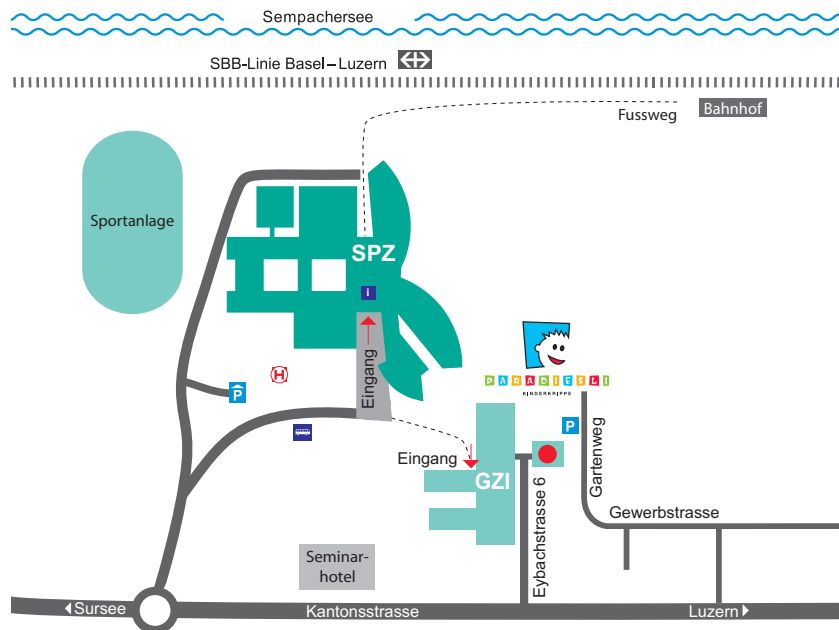 Sempachersee
SBB-Linie Basel–Luzern
Fussweg
Bahnhof
Sportanlage
SPZ
i
Eingang
H
P
PARADIESLI
KINDERKRIPPE
P
Eingang
GZI
Eybachstrasse 6
Gartenweg
Gewerbstrasse
Seminar-
hotel
Sursee
Kantonsstrasse
Luzern